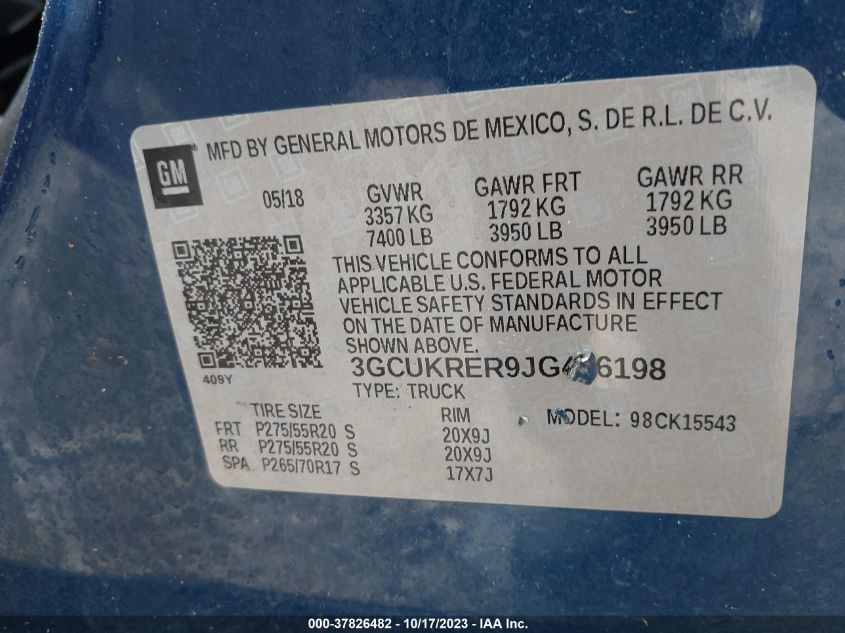 GM
MFD BY GENERAL MOTORS DE MEXICO, S. DE R.L. DE C.V.
05/18 GVWR GAWR FRT GAWR RR
3357 KG 1792 KG 1792 KG
7400 LB 3950 LB 3950 LB
THIS VEHICLE CONFORMS TO ALL
APPLICABLE U.S. FEDERAL MOTOR
VEHICLE SAFETY STANDARDS IN EFFECT
ON THE DATE OF MANUFACTURE
SHOWN ABOVE.
409Y
TYPE: TRUCK
TIRE SIZE RIM MODEL: 98CK15543
FRT P275/55R20 S 20X9J
RR P275/55R20 S 20X9J
SPA P265/70R17 S 17X7J
000-37826482 - 10/17/2023 - IAA Inc.